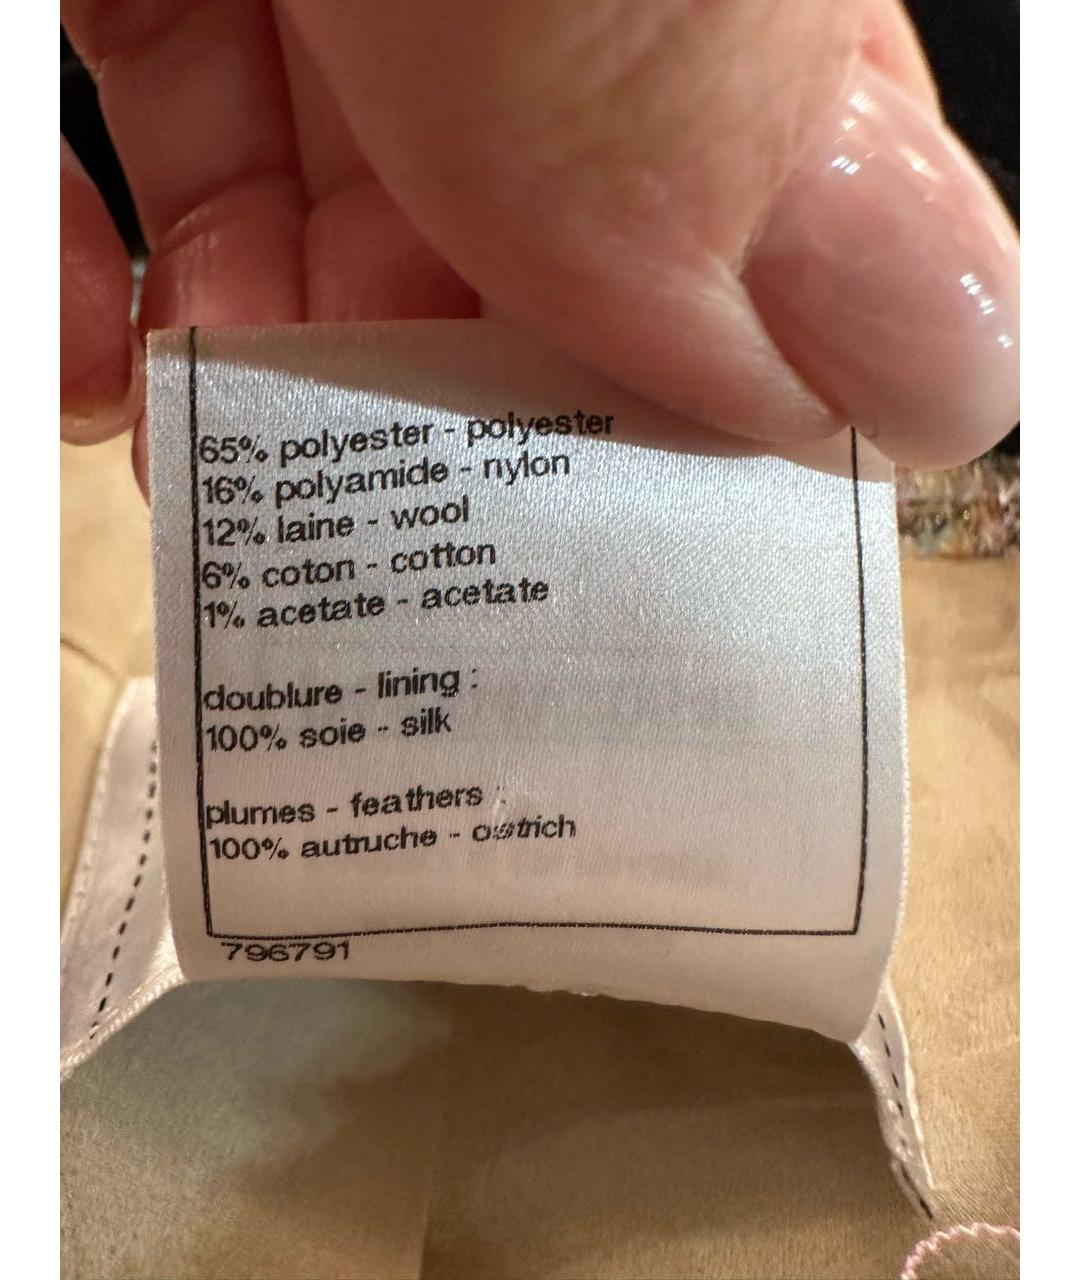 65% polyester - polyester
16% polyamide - nylon
12% laine - wool
6% coton - cotton
1% acetate - acetate
doublure - lining :
100% soie - silk
plumes - feathers :
100% autruche - ostrich
796791